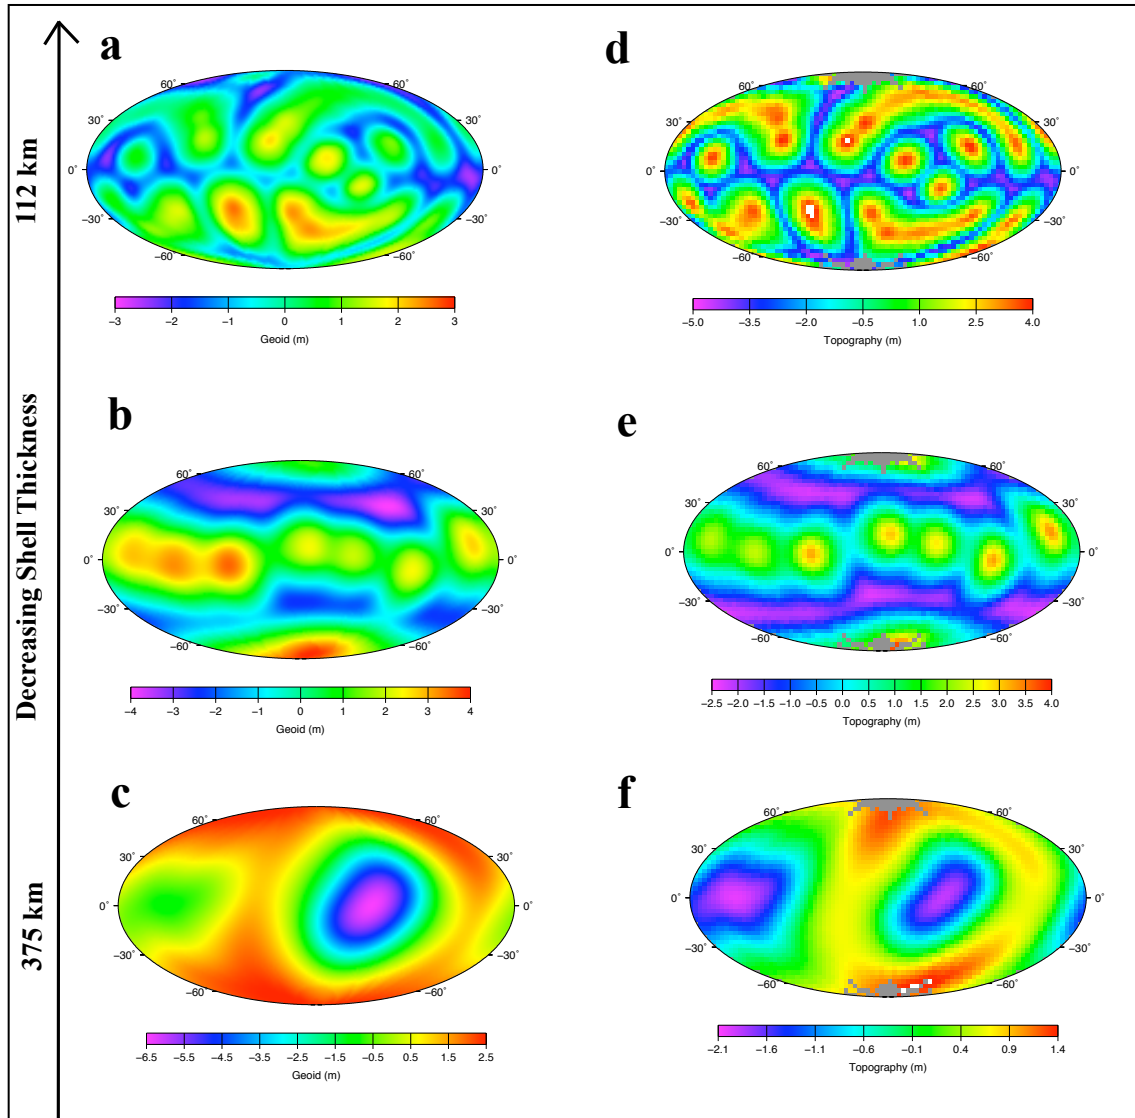 a
d
60˚
30˚
0˚
−30˚
−60
−60˚
60˚
30˚
0˚
−30˚
−60
−60˚
−3 −2 −1 0 1 2 3
Geoid (m)
−5.0 −3.5 −2.0 −0.5 1.0 2.5 4.0
Topography (m)
112 km
b
e
60˚
60˚
30˚
30˚
0˚
0˚
−30˚
−30˚
−60
−60˚
60˚
60˚
30˚
30˚
0˚
0˚
−30˚
−30˚
−60
−60˚
−4 −3 −2 −1 0 1 2 3 4
Geoid (m)
−2.5 −2.0 −1.5 −1.0 −0.5 0.0 0.5 1.0 1.5 2.0 2.5 3.0 3.5 4.0
Topography (m)
Decreasing Shell Thickness
c
f
60˚
60˚
30˚
30˚
0˚
0˚
−30˚
−30˚
−60
−60˚
60˚
60˚
30˚
30˚
0˚
0˚
−30˚
−30˚
−60
−60˚
−6.5 −5.5 −4.5 −3.5 −2.5 −1.5 −0.5 0.5 1.5 2.5
Geoid (m)
−2.1 −1.6 −1.1 −0.6 −0.1 0.4 0.9 1.4
Topography (m)
375 km